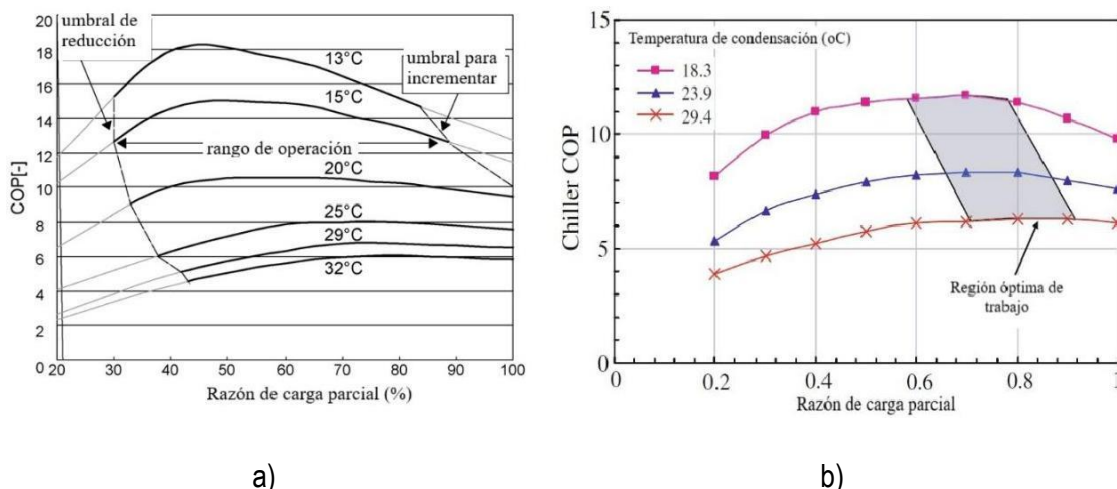 20
18
16
14
12
10
8
6
4
2
0
COP[-]
umbral de
reducción
umbral para
incrementar
rango de operación
13°C
15°C
20°C
25°C
29°C
32°C
20 30 40 50 60 70 80 90 100
Razón de carga parcial (%)
a)
15
10
5
0
Chiller COP
Temperatura de condensación (oC)
18.3
23.9
29.4
Región óptima de
trabajo
0 0.2 0.4 0.6 0.8 1
Razón de carga parcial
b)